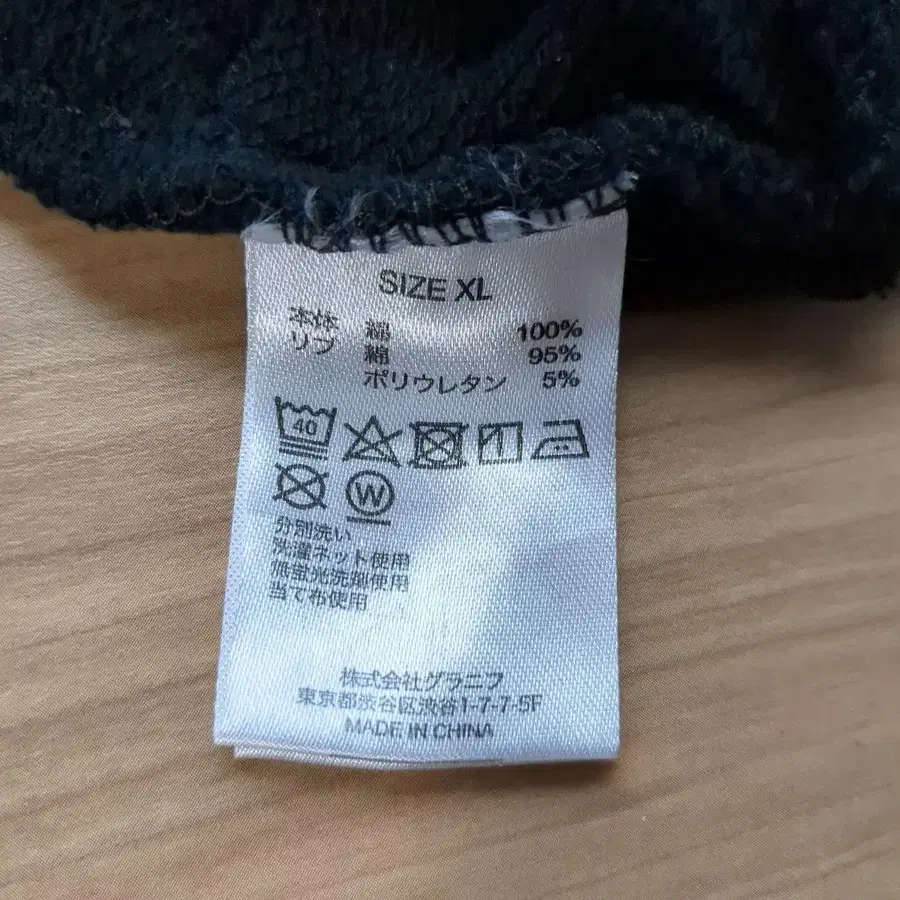 SIZE XL
本体 綿 100%
リブ 綿 95%
ポリウレタン 5%
40
W
分別洗い
洗濯ネット使用
無蛍光洗剤使用
当て布使用
株式会社グラニフ
東京都渋谷区渋谷1-7-7-5F
MADE IN CHINA